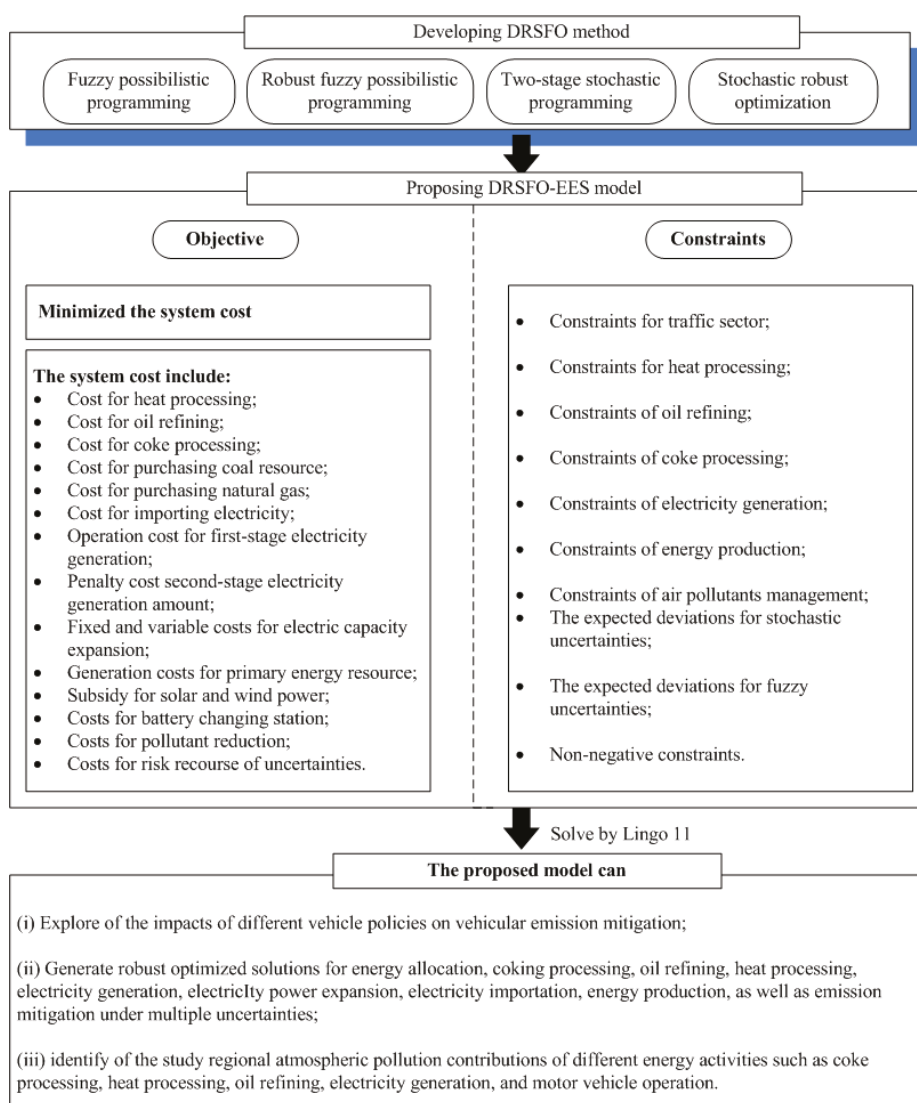 Developing DRSFO method
Fuzzy possibilistic
programming
Robust fuzzy possibilistic
programming
Two-stage stochastic
programming
Stochastic robust
optimization
Proposing DRSFO-EES model
Objective
Minimized the system cost
The system cost include:
• Cost for heat processing;
• Cost for oil refining;
• Cost for coke processing;
• Cost for purchasing coal resource;
• Cost for purchasing natural gas;
• Cost for importing electricity;
• Operation cost for first-stage electricity
generation;
• Penalty cost second-stage electricity
generation amount;
• Fixed and variable costs for electric capacity
expansion;
• Generation costs for primary energy resource;
• Subsidy for solar and wind power;
• Costs for battery changing station;
• Costs for pollutant reduction;
• Costs for risk recourse of uncertainties.
Constraints
• Constraints for traffic sector;
• Constraints for heat processing;
• Constraints of oil refining;
• Constraints of coke processing;
• Constraints of electricity generation;
• Constraints of energy production;
• Constraints of air pollutants management;
• The expected deviations for stochastic
uncertainties;
• The expected deviations for fuzzy
uncertainties;
• Non-negative constraints.
Solve by Lingo 11
The proposed model can
(i) Explore of the impacts of different vehicle policies on vehicular emission mitigation;
(ii) Generate robust optimized solutions for energy allocation, coking processing, oil refining, heat processing,
electricity generation, electricIty power expansion, electricity importation, energy production, as well as emission
mitigation under multiple uncertainties;
(iii) identify of the study regional atmospheric pollution contributions of different energy activities such as coke
processing, heat processing, oil refining, electricity generation, and motor vehicle operation.